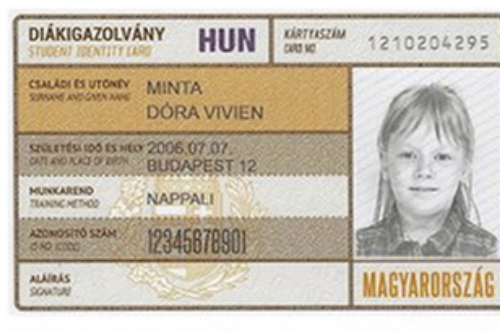 DIÁKIGAZOLVÁNY
STUDENT IDENTITY CARD
HUN
KÁRTYASZÁM
CARD NO
1210204295
CSALÁDI ÉS UTÓNÉV
SURNAME AND GIVEN NAME
MINTA
DÓRA VIVIEN
SZÜLETÉSI IDŐ ÉS HELY
DATE AND PLACE OF BIRTH
2006.07.07.
BUDAPEST 12
MUNKAREND
TRAINING METHOD
NAPPALI
AZONOSÍTÓ SZÁM
ID NO. (CODE)
12345678901
ALÁÍRÁS
SIGNATURE
MAGYARORSZÁG